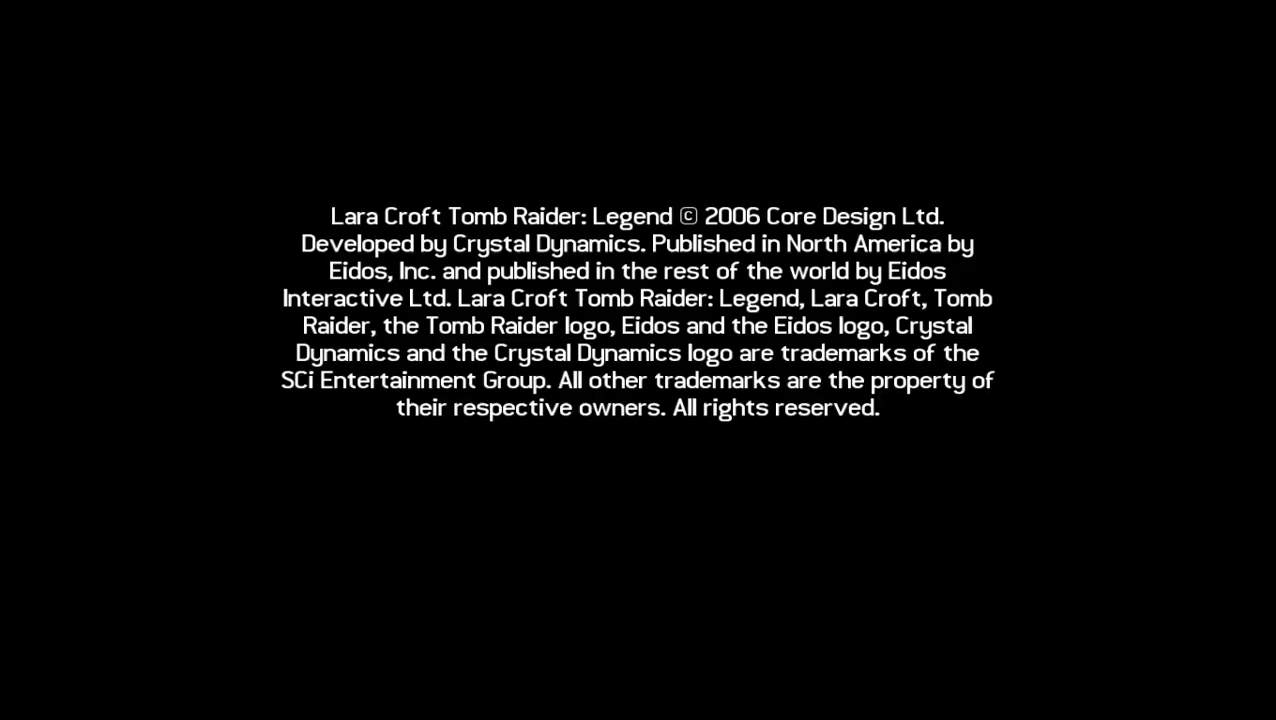 Lara Croft Tomb Raider: Legend © 2006 Core Design Ltd.
Developed by Crystal Dynamics. Published in North America by
Eidos, Inc. and published in the rest of the world by Eidos
Interactive Ltd. Lara Croft Tomb Raider: Legend, Lara Croft, Tomb
Raider, the Tomb Raider logo, Eidos and the Eidos logo, Crystal
Dynamics and the Crystal Dynamics logo are trademarks of the
SCi Entertainment Group. All other trademarks are the property of
their respective owners. All rights reserved.